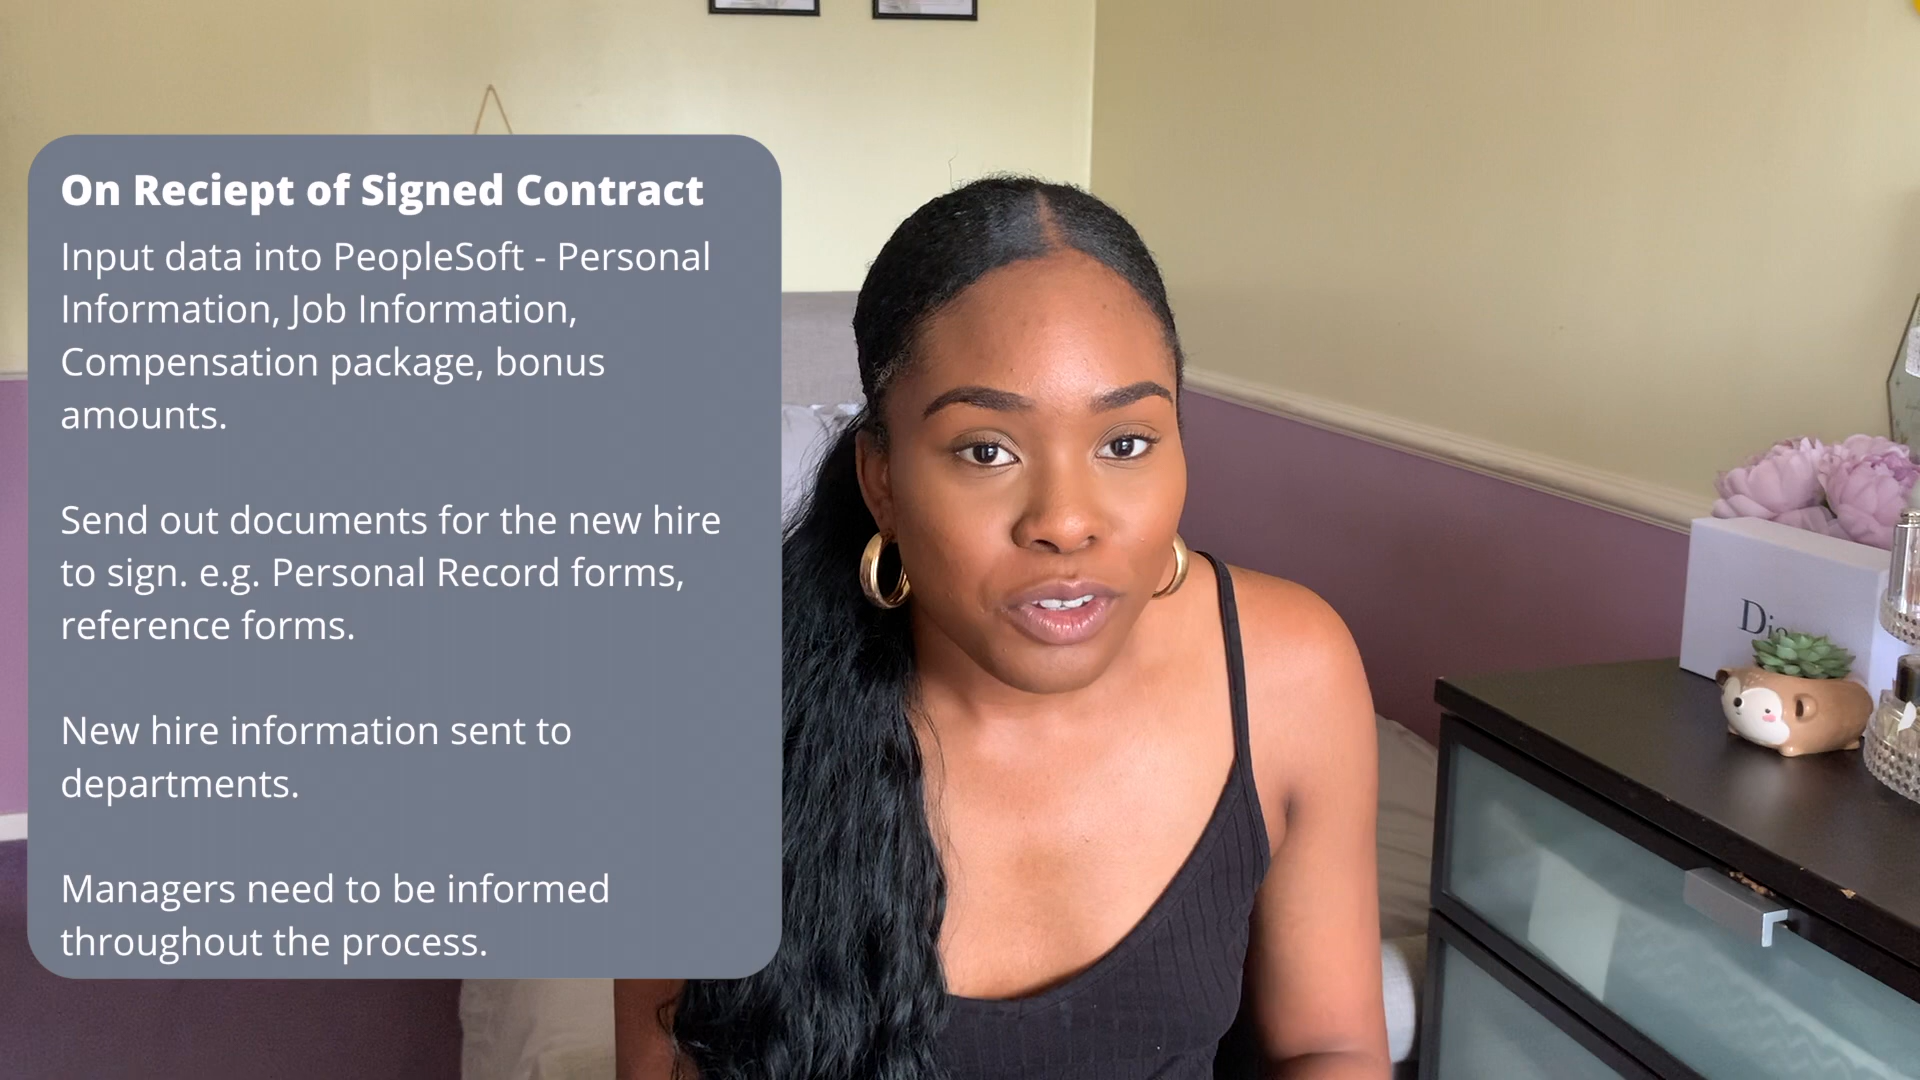 On Reciept of Signed Contract
Input data into PeopleSoft - Personal
Information, Job Information,
Compensation package, bonus
amounts.
Send out documents for the new hire
to sign. e.g. Personal Record forms,
reference forms.
New hire information sent to
departments.
Managers need to be informed
throughout the process.